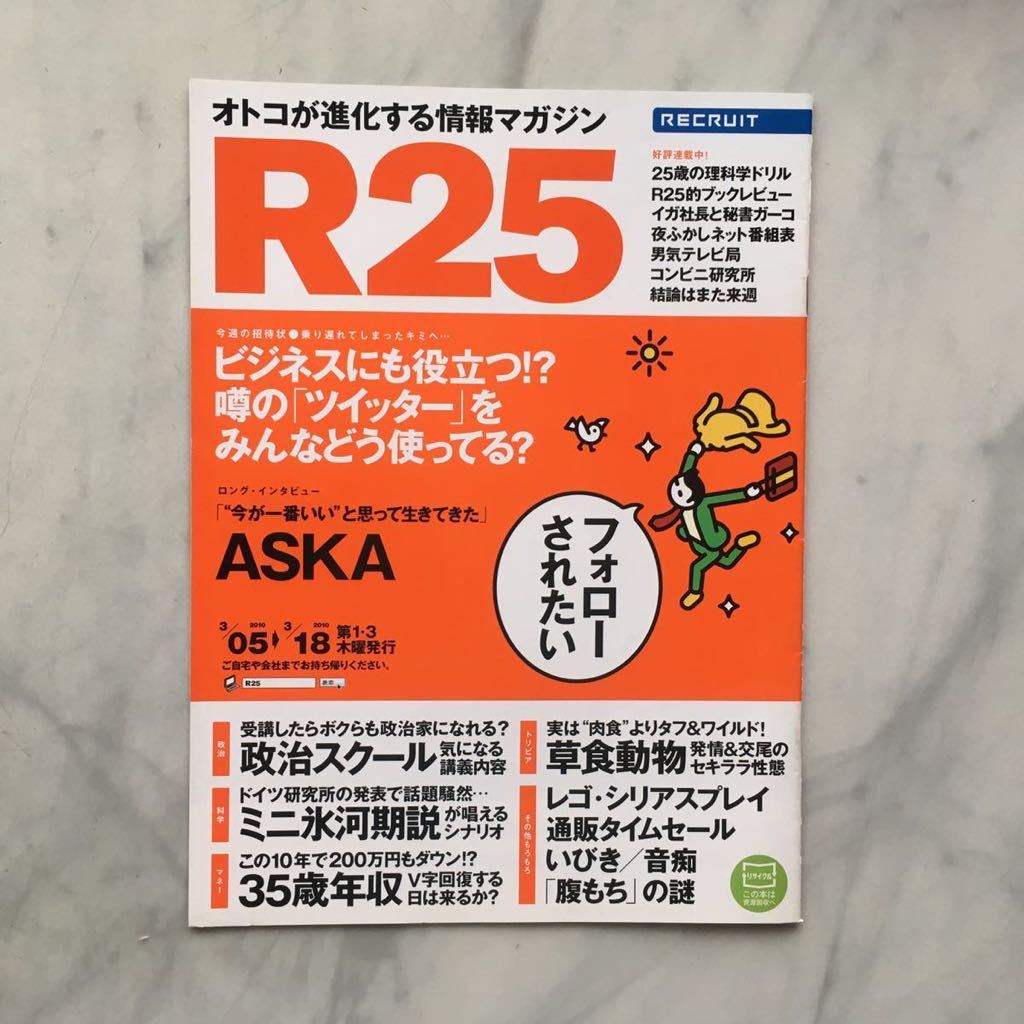 オトコが進化する情報マガジン
R25
RECRUIT
好評連載中!
25歳の理科学ドリル
R25的ブックレビュー
イガ社長と秘書ガーコ
夜ふかしネット番組表
男気テレビ局
コンビニ研究所
結論はまた来週
今週の招待状●乗り遅れてしまったキミへ…
ビジネスにも役立つ!?
噂の「ツイッター」を
みんなどう使ってる?
ロング・インタビュー
「“今が一番いい”と思って生きてきた」
ASKA
フォロー
されたい
3/05 2010 3/18 2010 第1・3
木曜発行
ご自宅や会社までお持ち帰りください。
R25 検索
政治
受講したらボクらも政治家になれる?
政治スクール 気になる
講義内容
科学
ドイツ研究所の発表で話題騒然…
ミニ氷河期説 が唱える
シナリオ
マネー
この10年で200万円もダウン!?
35歳年収 V字回復する
日は来るか?
トリビア
実は“肉食”よりタフ&ワイルド!
草食動物 発情&交尾の
セキララ性態
その他もろもろ
レゴ・シリアスプレイ
通販タイムセール
いびき/音痴
「腹もち」の謎
リサイクル
この本は
資源回収へ